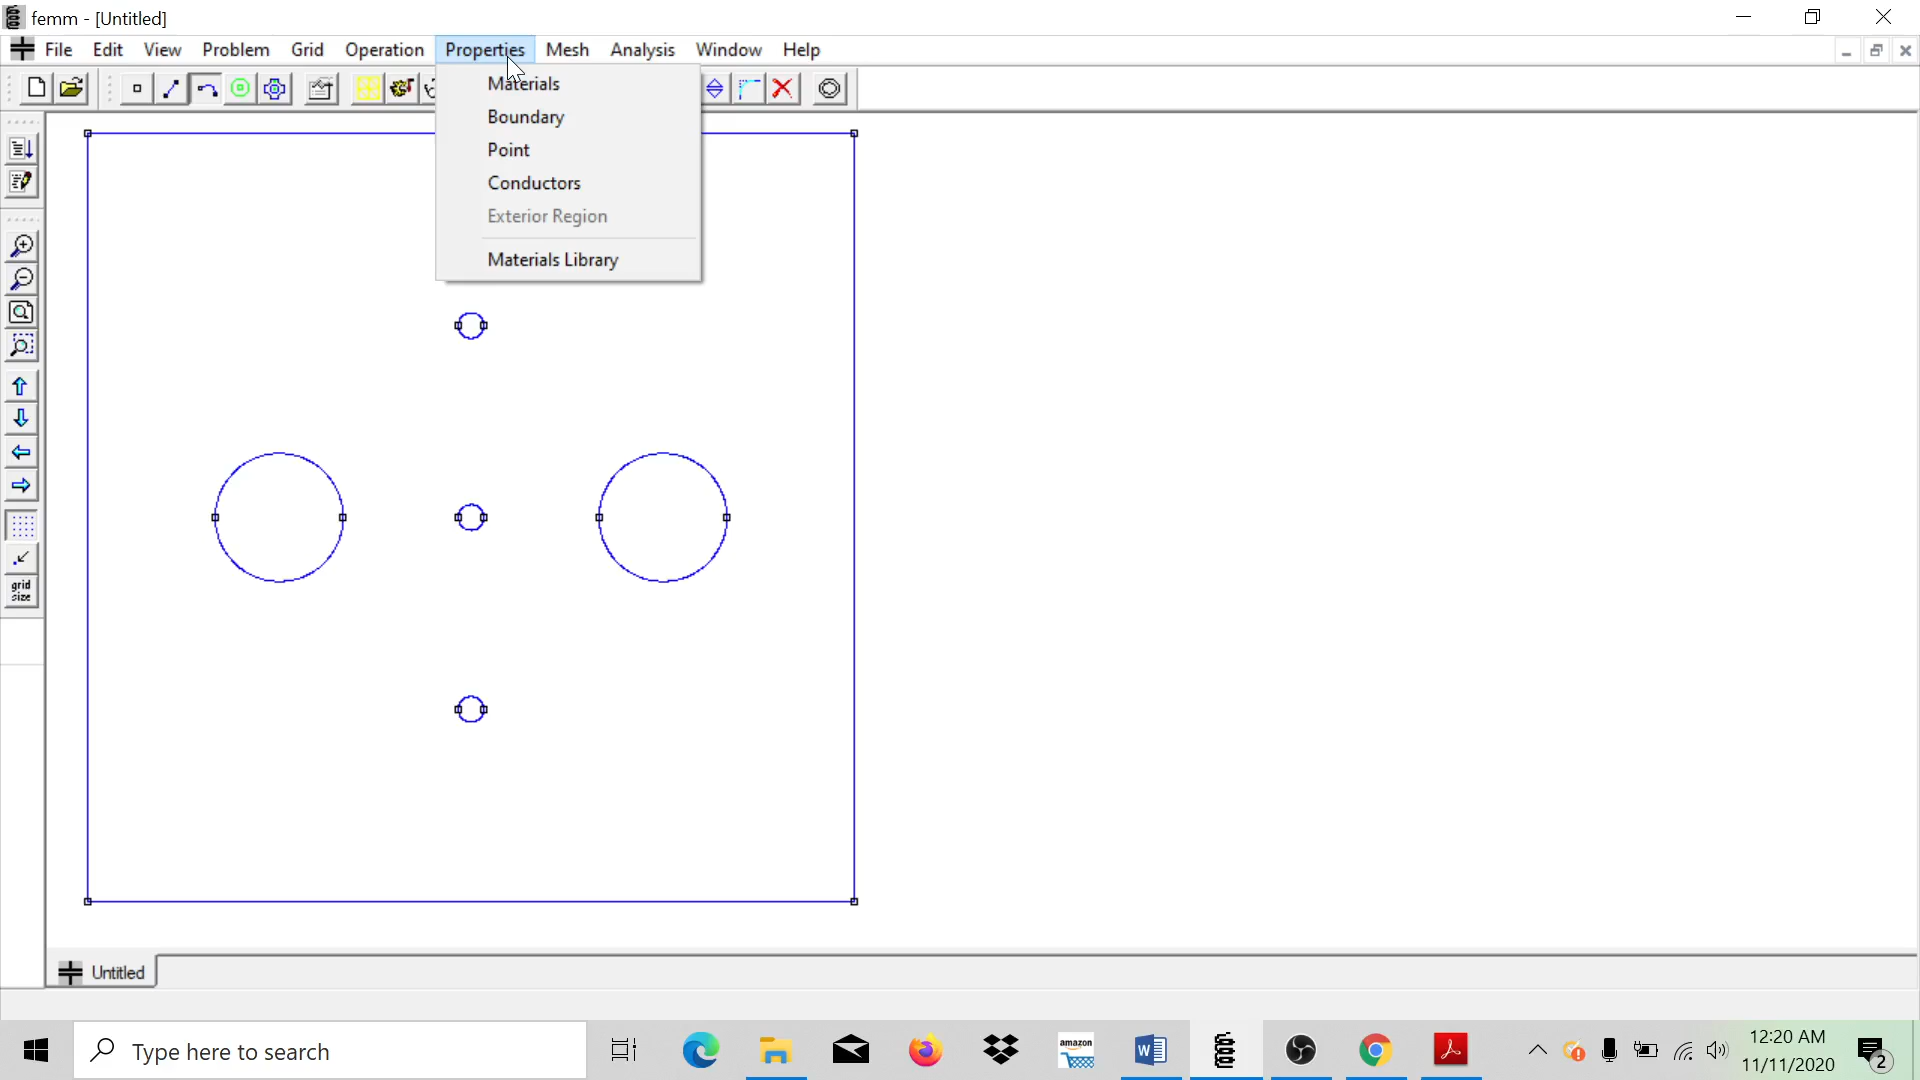 femm - [Untitled]
File Edit View Problem Grid Operation Properties Mesh Analysis Window Help
Materials
Boundary
Point
Conductors
Exterior Region
Materials Library
grid
size
Untitled
Type here to search
amazon
W
12:20 AM
11/11/2020
2